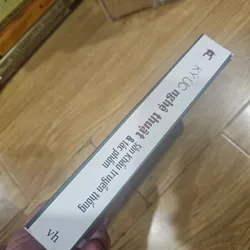 KÝ ỨC nghệ thuật
Sân khấu truyền thống
& tác phẩm
vh